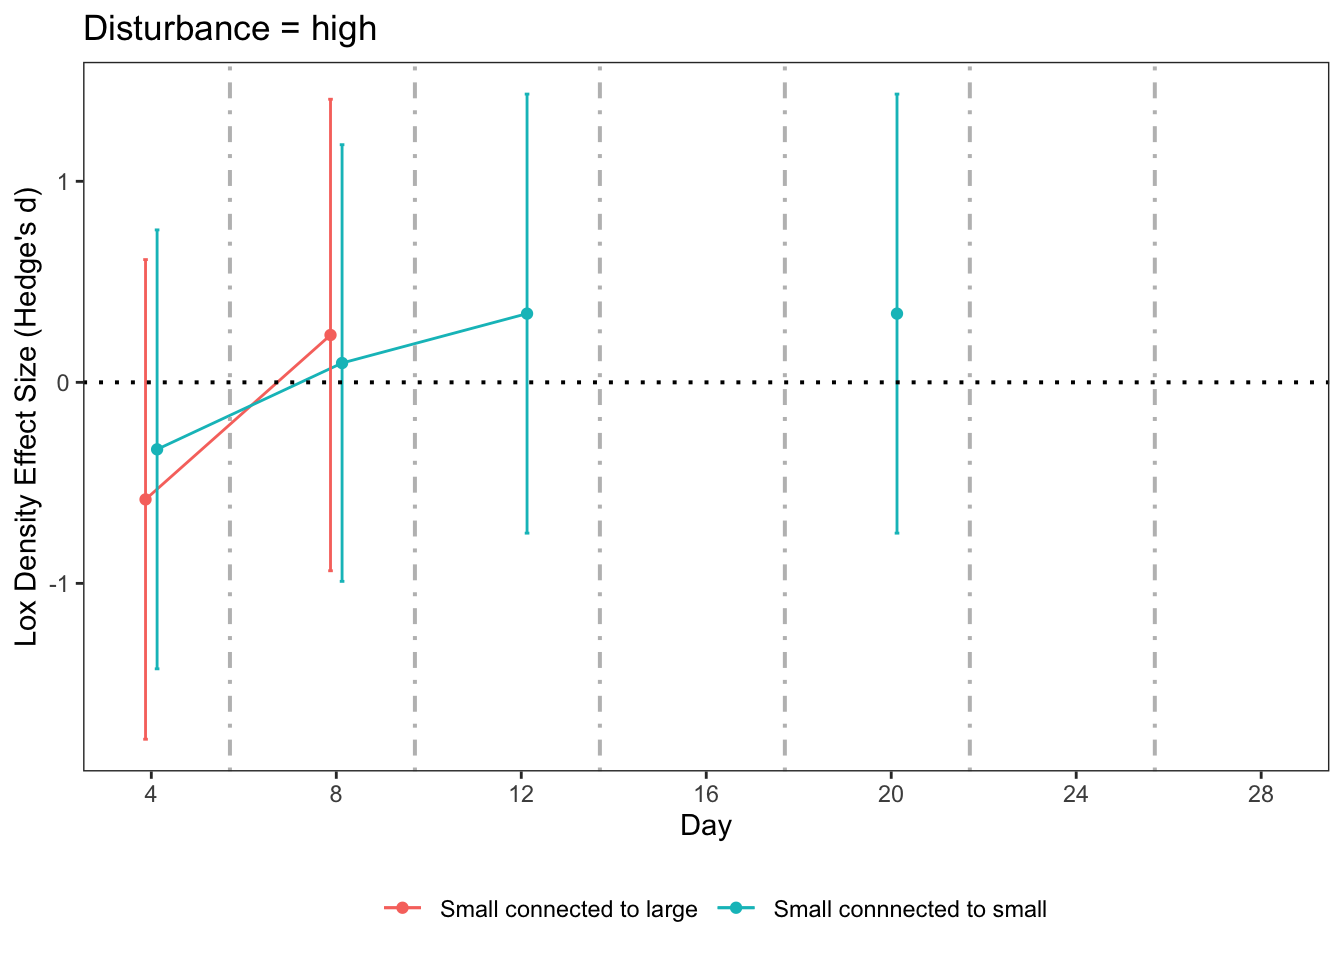 Disturbance = high
Lox Density Effect Size (Hedge's d)
1
0
-1
4 8 12 16 20 24 28
Day
Small connected to large Small connnected to small